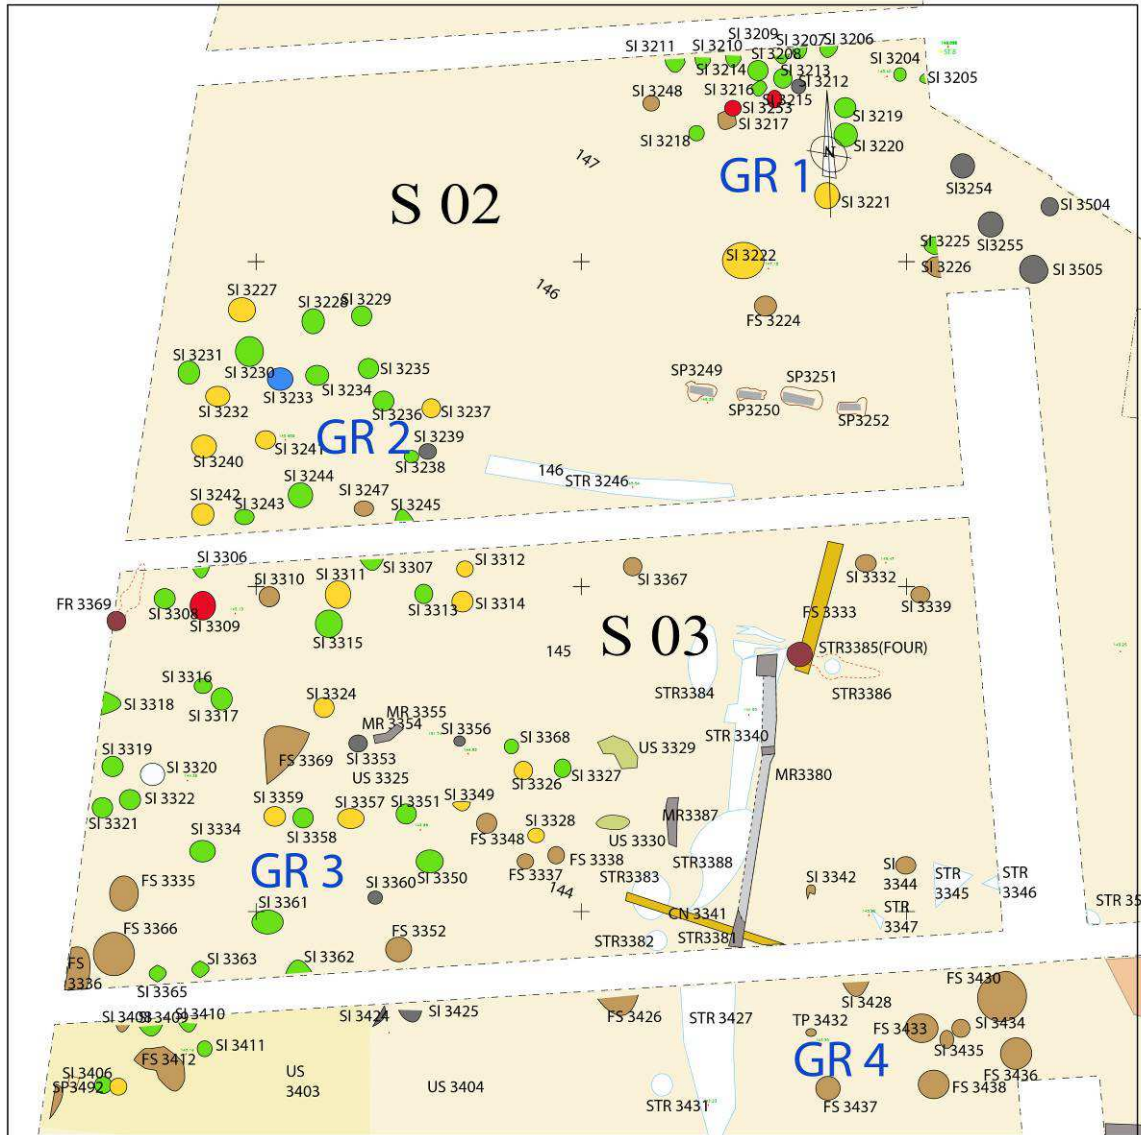 SI 3209
SI 3211
SI 3210
SI 3207
SI 3206
SI 3208
SI 3204
SI 3214
SI 3213
SI 3205
SI 3212
SI 3216
SI 3248
SI 3215
SI 3253
SI 3219
SI 3217
SI 3218
SI 3220
N
147
GR 1
S 02
SI3254
SI 3221
SI 3504
SI 3225
SI3255
SI 3222
SI 3226
SI 3505
146
SI 3227
SI 3228
SI 3229
FS 3224
SI 3231
SI 3230
SI 3235
SI 3233
SI 3234
SP3249
SP3251
SI 3232
SP3250
SI 3236
SI 3237
SP3252
GR 2
SI 3239
SI 3241
SI 3240
SI 3238
146
SI 3244
STR 3246
SI 3242
SI 3243
SI 3247
SI 3245
SI 3306
SI 3307
SI 3312
SI 3310
SI 3311
SI 3367
SI 3332
FR 3369
SI 3308
SI 3313
SI 3314
SI 3339
FS 3333
SI 3309
SI 3315
S 03
145
STR3385(FOUR)
SI 3316
STR3384
STR3386
SI 3318
SI 3317
SI 3324
MR 3355
MR 3354
SI 3356
STR 3340
SI 3368
US 3329
SI 3319
SI 3353
FS 3369
SI 3320
US 3325
SI 3327
MR3380
SI 3326
SI 3322
SI 3359
SI 3357
SI 3351
SI 3349
SI 3321
MR3387
SI 3334
SI 3358
FS 3348
SI 3328
US 3330
GR 3
SI 3350
FS 3337
FS 3338
STR3388
SI
3344
STR3383
STR
3345
STR
3346
FS 3335
SI 3360
144
SI 3342
STR 35
SI 3361
CN 3341
STR
3347
FS 3366
FS 3352
STR3382
STR3381
FS
3336
SI 3363
SI 3362
SI 3365
FS 3430
SI 3408
SI 3409
SI 3410
SI 3424
SI 3425
FS 3426
STR 3427
SI 3428
TP 3432
FS 3433
SI 3434
SI 3411
SI 3435
FS 3412
GR 4
SI 3406
SP3492
US
3403
US 3404
FS 3436
FS 3438
STR 3431
FS 3437